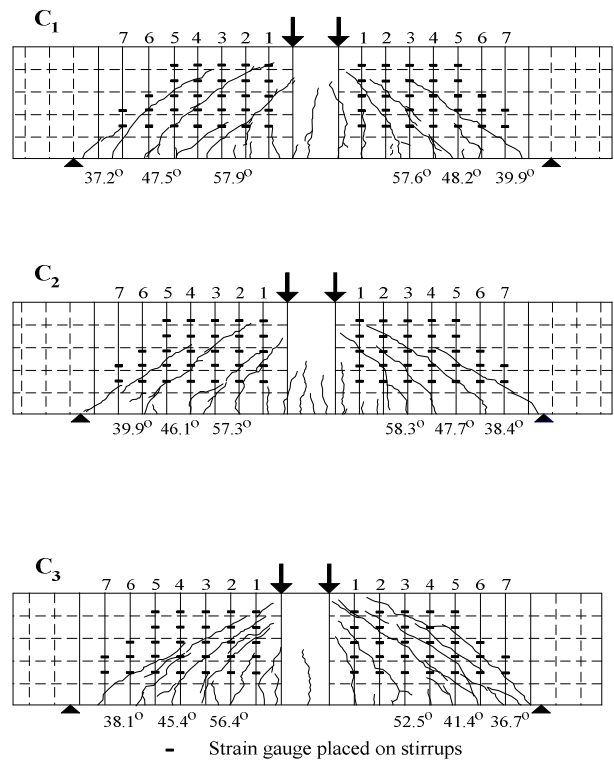 C1
7 6 5 4 3 2 1 1 2 3 4 5 6 7
37.2° 47.5° 57.9° 57.6° 48.2° 39.9°
C2
7 6 5 4 3 2 1 1 2 3 4 5 6 7
39.9° 46.1° 57.3° 58.3° 47.7° 38.4°
C3
7 6 5 4 3 2 1 1 2 3 4 5 6 7
38.1° 45.4° 56.4° 52.5° 41.4° 36.7°
Strain gauge placed on stirrups